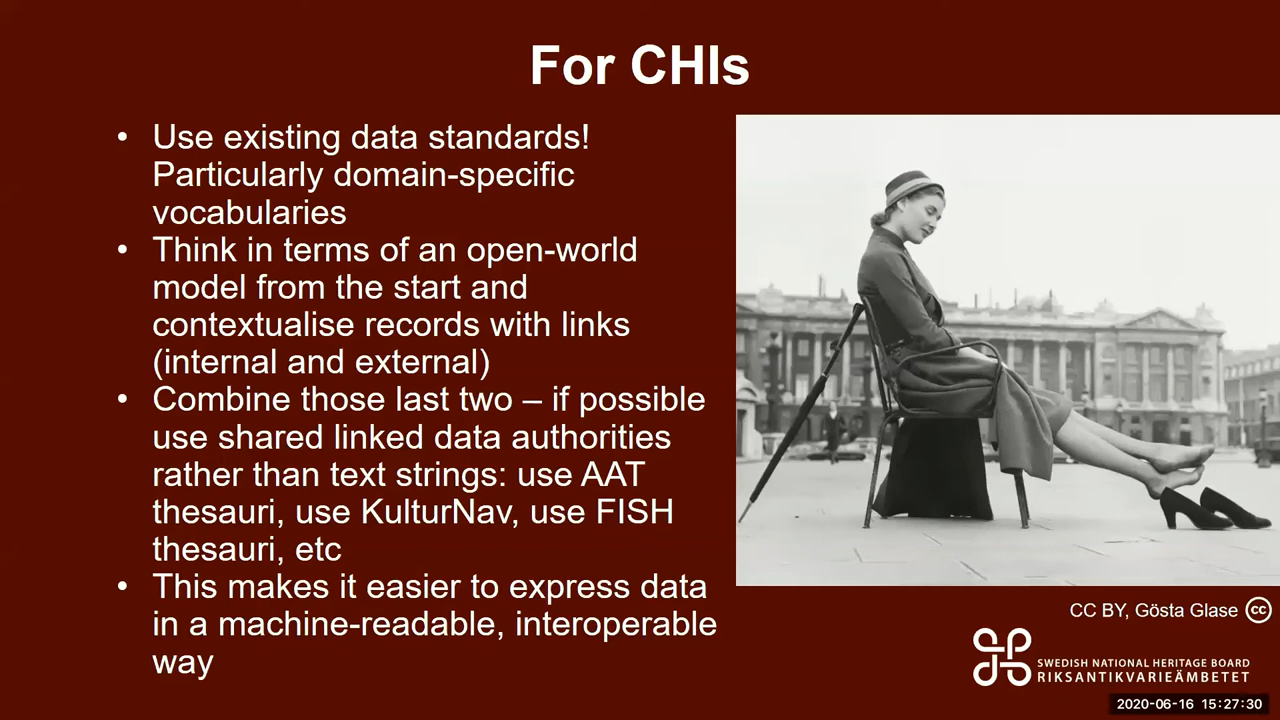 For CHIs
• Use existing data standards!
Particularly domain-specific
vocabularies
• Think in terms of an open-world
model from the start and
contextualise records with links
(internal and external)
• Combine those last two – if possible
use shared linked data authorities
rather than text strings: use AAT
thesauri, use KulturNav, use FISH
thesauri, etc
• This makes it easier to express data
in a machine-readable, interoperable
way
CC BY, Gösta Glase cc
SWEDISH NATIONAL HERITAGE BOARD
RIKSANTIKVARIEÄMBETET
2020-06-16 15:27:30